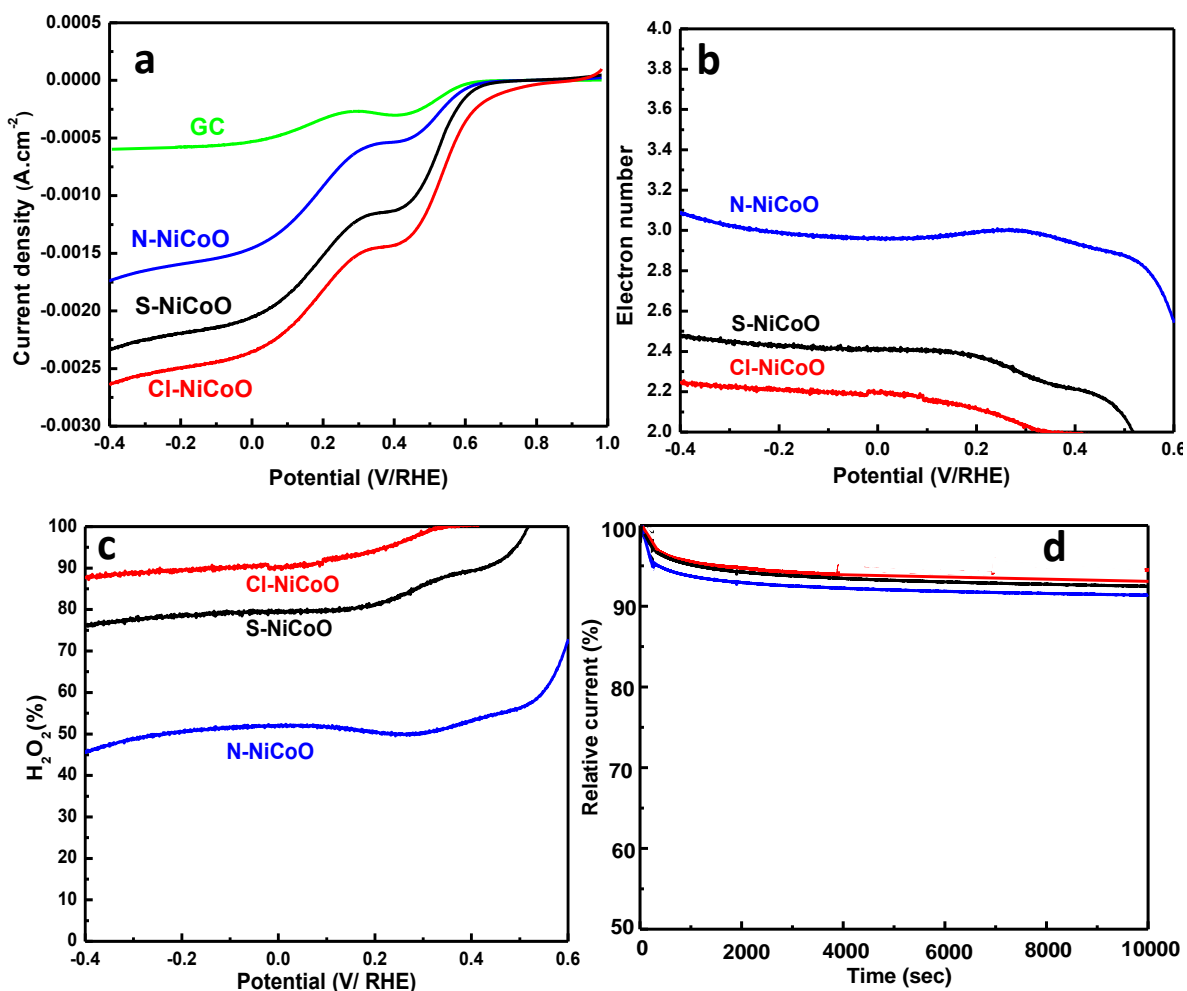 a
Current density (A.cm-2)
0.0005
0.0000
-0.0005
-0.0010
-0.0015
-0.0020
-0.0025
-0.0030
GC
N-NiCoO
S-NiCoO
Cl-NiCoO
-0.4 -0.2 0.0 0.2 0.4 0.6 0.8 1.0
Potential (V/RHE)
b
Electron number
4.0
3.8
3.6
3.4
3.2
3.0
2.8
2.6
2.4
2.2
2.0
N-NiCoO
S-NiCoO
Cl-NiCoO
-0.4 -0.2 0.0 0.2 0.4 0.6
Potential (V/RHE)
c
H2O2(%)
100
90
80
70
60
50
40
30
20
10
0
Cl-NiCoO
S-NiCoO
N-NiCoO
-0.4 -0.2 0.0 0.2 0.4 0.6
Potential (V/ RHE)
d
Relative current (%)
100
90
80
70
60
50
0 2000 4000 6000 8000 10000
Time (sec)